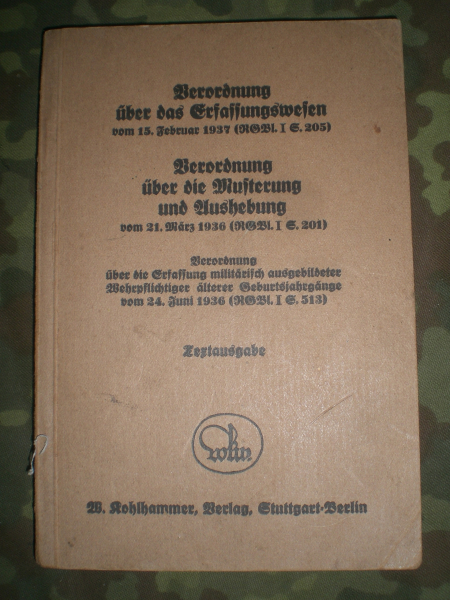 Verordnung
über das Erfassungswesen
vom 15. Februar 1937 (RGBl. I S. 205)
Verordnung
über die Musterung
und Aushebung
vom 21. März 1936 (RGBl. I S. 201)
Verordnung
über die Erfassung militärisch ausgebildeter
Wehrpflichtiger älterer Geburtsjahrgänge
vom 24. Juni 1936 (RGBl. I S. 513)
Textausgabe
W. Kohlhammer, Verlag, Stuttgart-Berlin